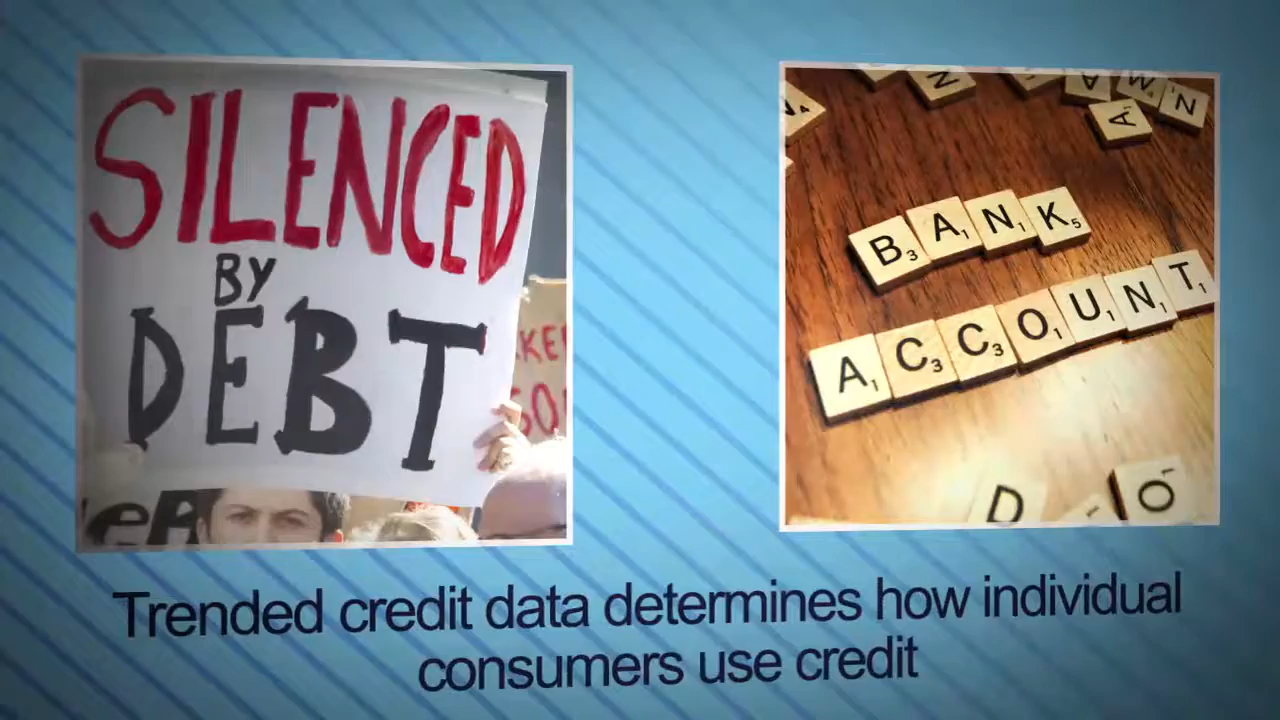 SILENCED
BY
DEBT
BANK
ACCOUNT
Trended credit data determines how individual
consumers use credit